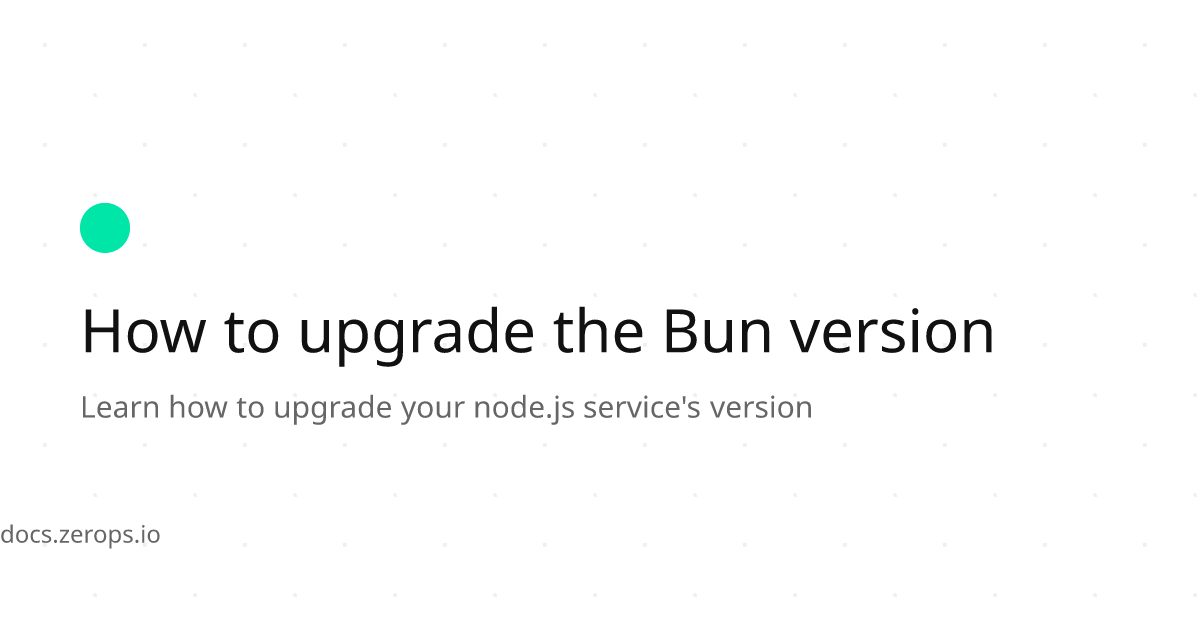 How to upgrade the Bun version
Learn how to upgrade your node.js service's version
docs.zerops.io